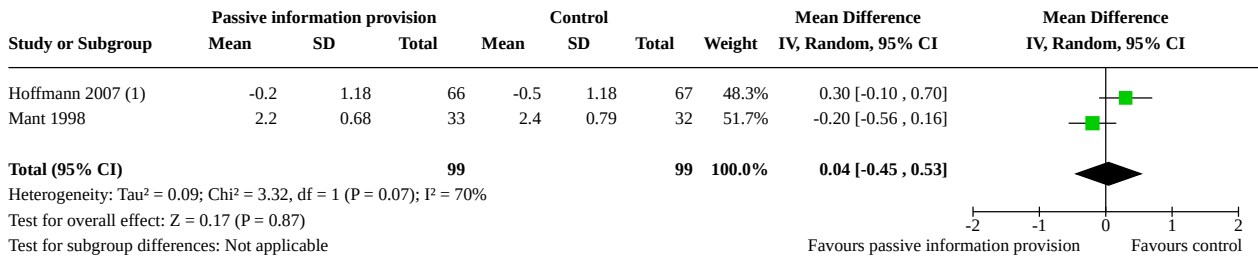 Passive information provision Control Mean Difference Mean Difference
Study or Subgroup Mean SD Total Mean SD Total Weight IV, Random, 95% CI IV, Random, 95% CI
Hoffmann 2007 (1) -0.2 1.18 66 -0.5 1.18 67 48.3% 0.30 [-0.10 , 0.70]
Mant 1998 2.2 0.68 33 2.4 0.79 32 51.7% -0.20 [-0.56 , 0.16]
Total (95% CI) 99 99 100.0% 0.04 [-0.45 , 0.53]
Heterogeneity: Tau² = 0.09; Chi² = 3.32, df = 1 (P = 0.07); I² = 70%
Test for overall effect: Z = 0.17 (P = 0.87)
-2 -1 0 1 2
Test for subgroup differences: Not applicable Favours passive information provision Favours control